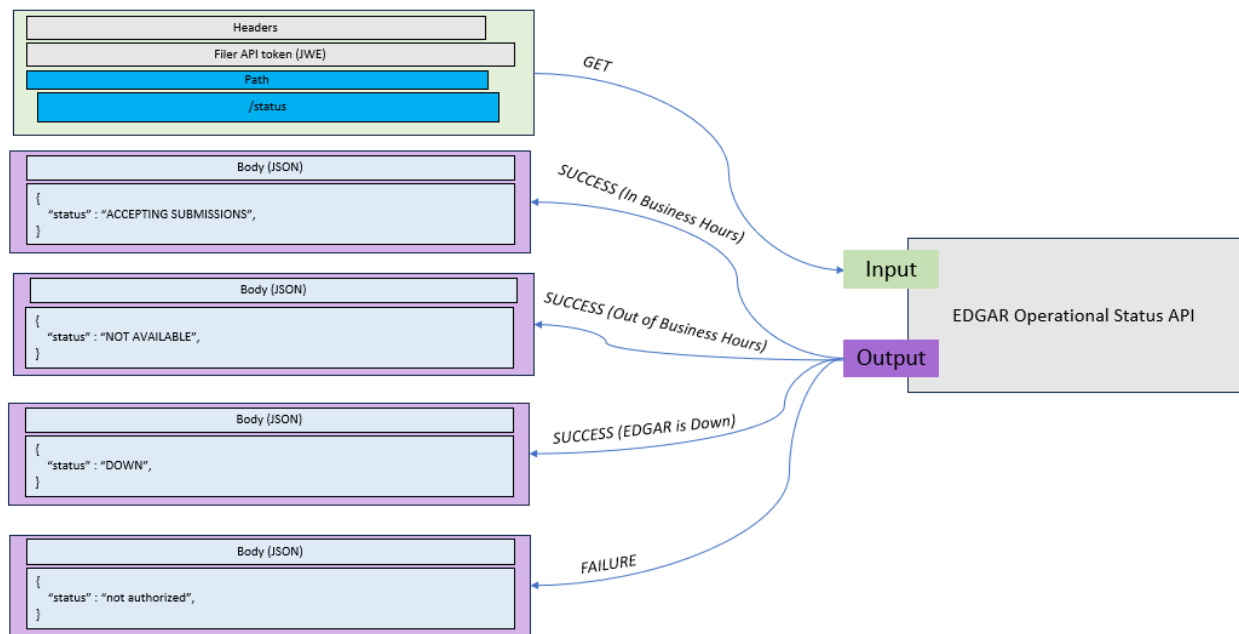 Headers
Filer API token (JWE)
Path
/status
GET
Body (JSON)
{
"status" : “ACCEPTING SUBMISSIONS”,
}
SUCCESS (In Business Hours)
Body (JSON)
{
“status” : “NOT AVAILABLE”,
}
SUCCESS (Out of Business Hours)
Input
EDGAR Operational Status API
Output
Body (JSON)
{
“status” : “DOWN”,
}
SUCCESS (EDGAR is Down)
Body (JSON)
{
“status” : “not authorized”,
}
FAILURE